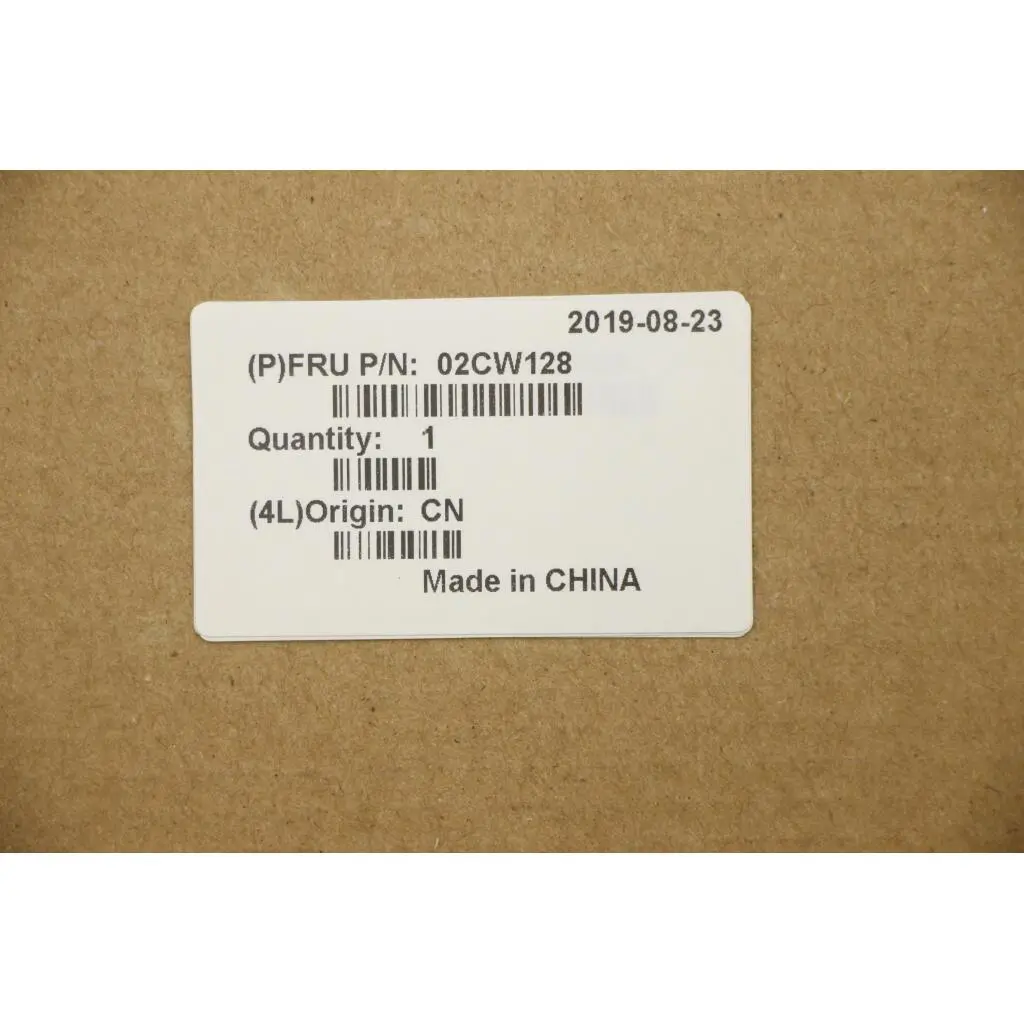 2019-08-23
(P)FRU P/N: 02CW128
Quantity: 1
(4L)Origin: CN
Made in CHINA